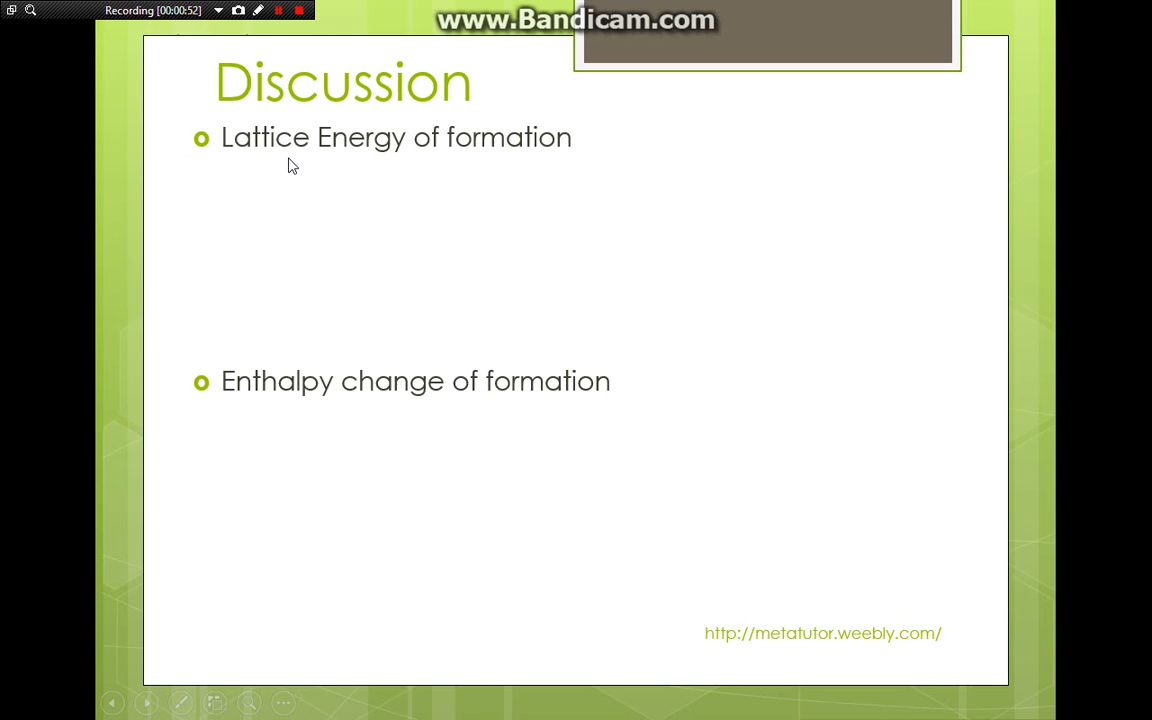 Recording [00:00:52]
www.Bandicam.com
Discussion
Lattice Energy of formation
Enthalpy change of formation
http://metatutor.weebly.com/